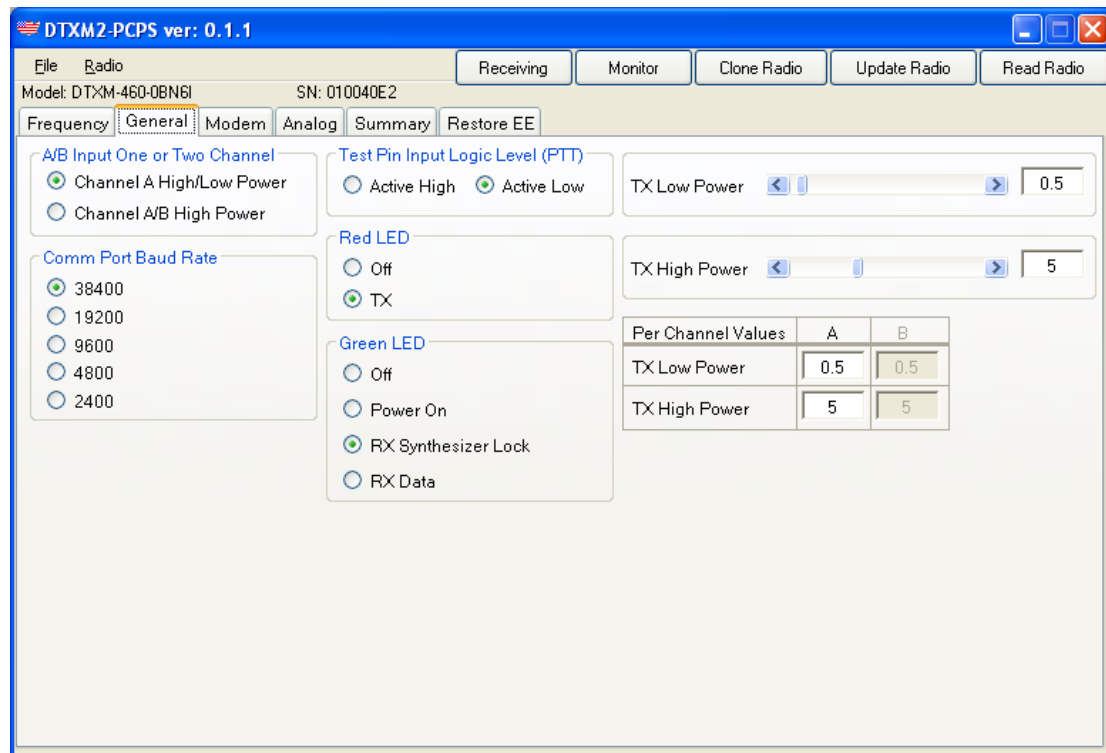 DTXM2-PCPS ver: 0.1.1
File Radio Receiving Monitor Clone Radio Update Radio Read Radio
Model: DTXM-460-0BN6I SN: 010040E2
Frequency General Modem Analog Summary Restore EE
A/B Input One or Two Channel
Channel A High/Low Power
Channel A/B High Power
Comm Port Baud Rate
38400
19200
9600
4800
2400
Test Pin Input Logic Level (PTT)
Active High Active Low
Red LED
Off
TX
Green LED
Off
Power On
RX Synthesizer Lock
RX Data
TX Low Power 0.5
TX High Power 5
Per Channel Values A B
TX Low Power 0.5 0.5
TX High Power 5 5